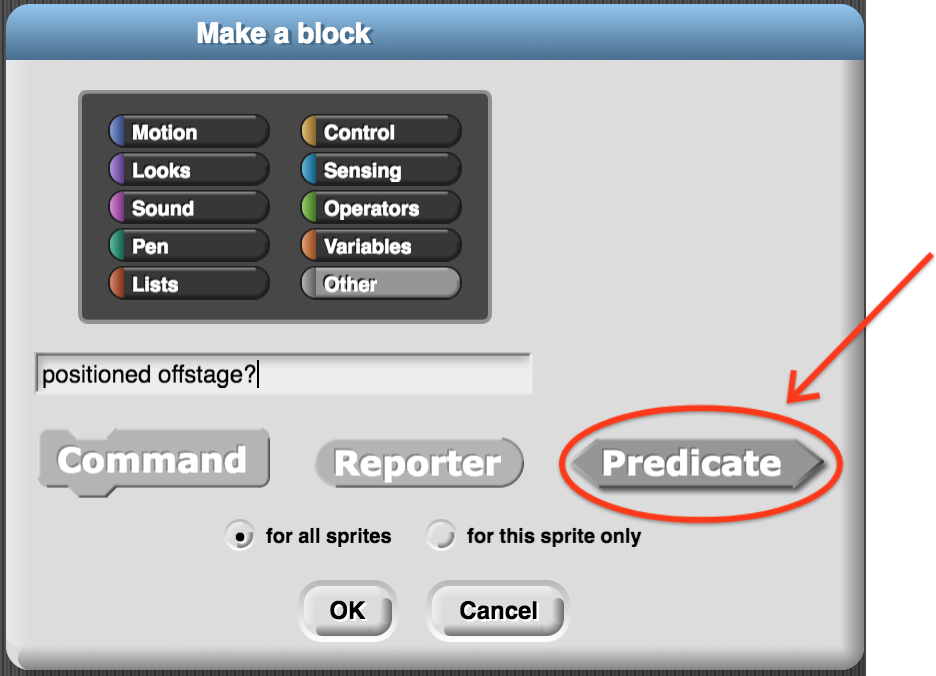 Make a block
Motion Control
Looks Sensing
Sound Operators
Pen Variables
Lists Other
positioned offstage?
Command Reporter Predicate
for all sprites for this sprite only
OK Cancel